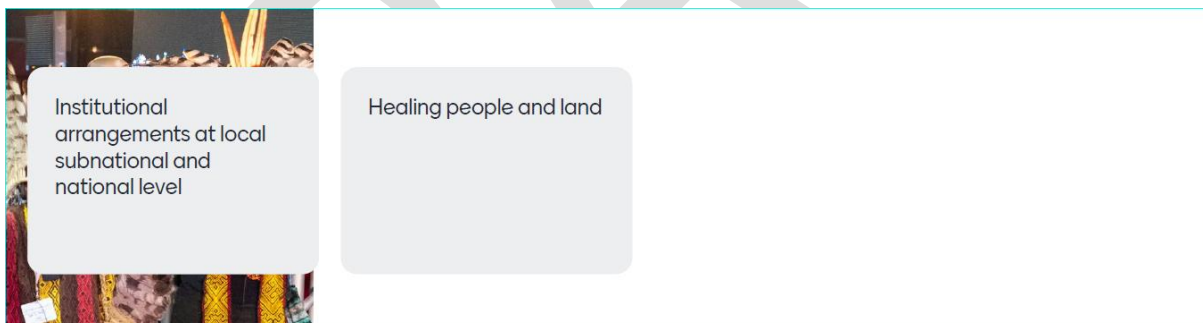 Institutional
arrangements at local
subnational and
national level
Healing people and land